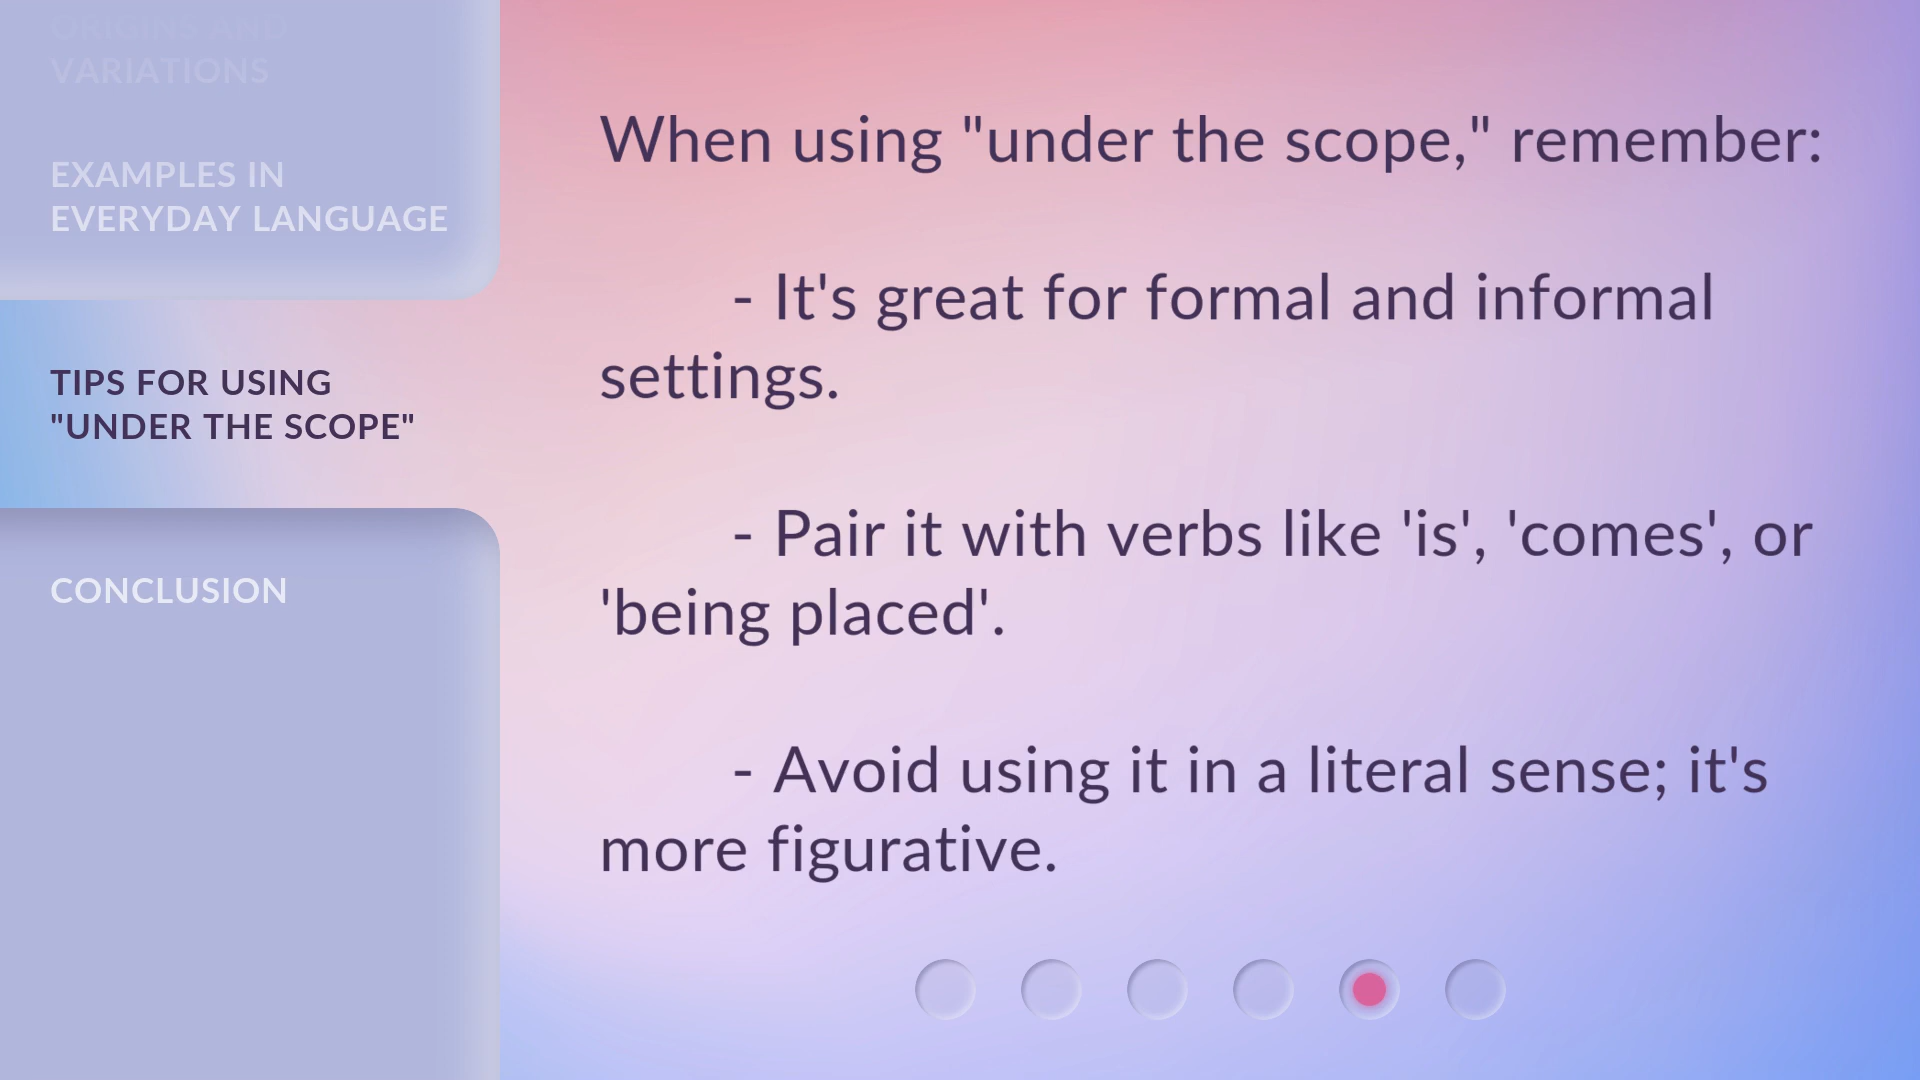 ORIGINS AND
VARIATIONS
EXAMPLES IN
EVERYDAY LANGUAGE
TIPS FOR USING
"UNDER THE SCOPE"
CONCLUSION
When using "under the scope," remember:
- It's great for formal and informal
settings.
- Pair it with verbs like 'is', 'comes', or
'being placed'.
- Avoid using it in a literal sense; it's
more figurative.